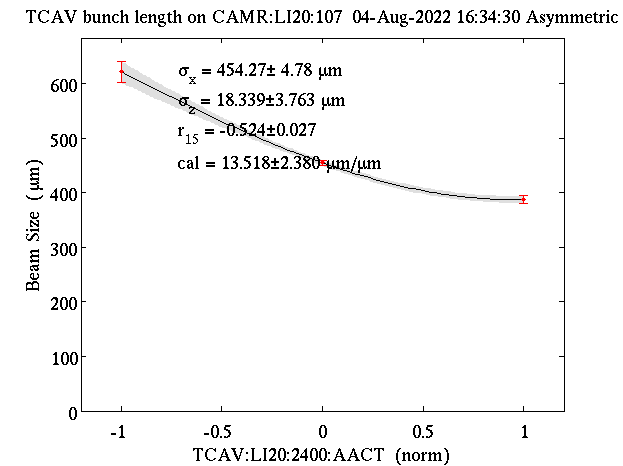 TCAV bunch length on CAMR:LI20:107 04-Aug-2022 16:34:30 Asymmetric
σx = 454.27± 4.78 μm
σz = 18.339±3.763 μm
r15 = -0.524±0.027
cal = 13.518±2.380 μm/μm
Beam Size (μm)
600
500
400
300
200
100
0
-1 -0.5 0 0.5 1
TCAV:LI20:2400:AACT (norm)